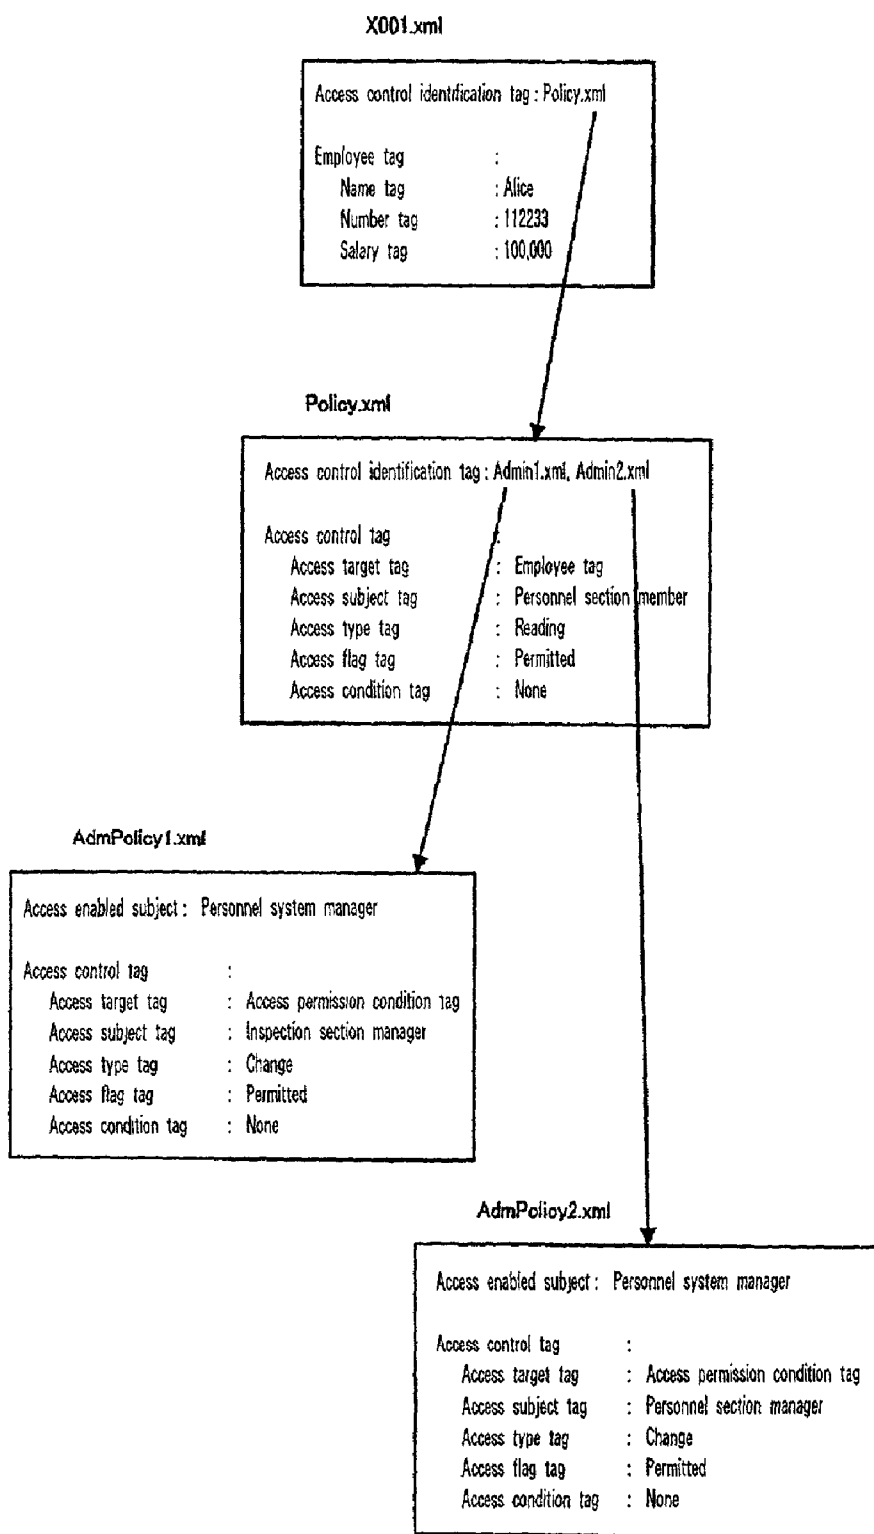 X001.xml
Access control identification tag : Policy.xml
Employee tag :
Name tag : Alice
Number tag : 112233
Salary tag : 100,000
Policy.xml
Access control identification tag : Admin1.xml, Admin2.xml
Access control tag :
Access target tag : Employee tag
Access subject tag : Personnel section member
Access type tag : Reading
Access flag tag : Permitted
Access condition tag : None
AdmPolicy1.xml
Access enabled subject : Personnel system manager
Access control tag :
Access target tag : Access permission condition tag
Access subject tag : Inspection section manager
Access type tag : Change
Access flag tag : Permitted
Access condition tag : None
AdmPolicy2.xml
Access enabled subject : Personnel system manager
Access control tag :
Access target tag : Access permission condition tag
Access subject tag : Personnel section manager
Access type tag : Change
Access flag tag : Permitted
Access condition tag : None